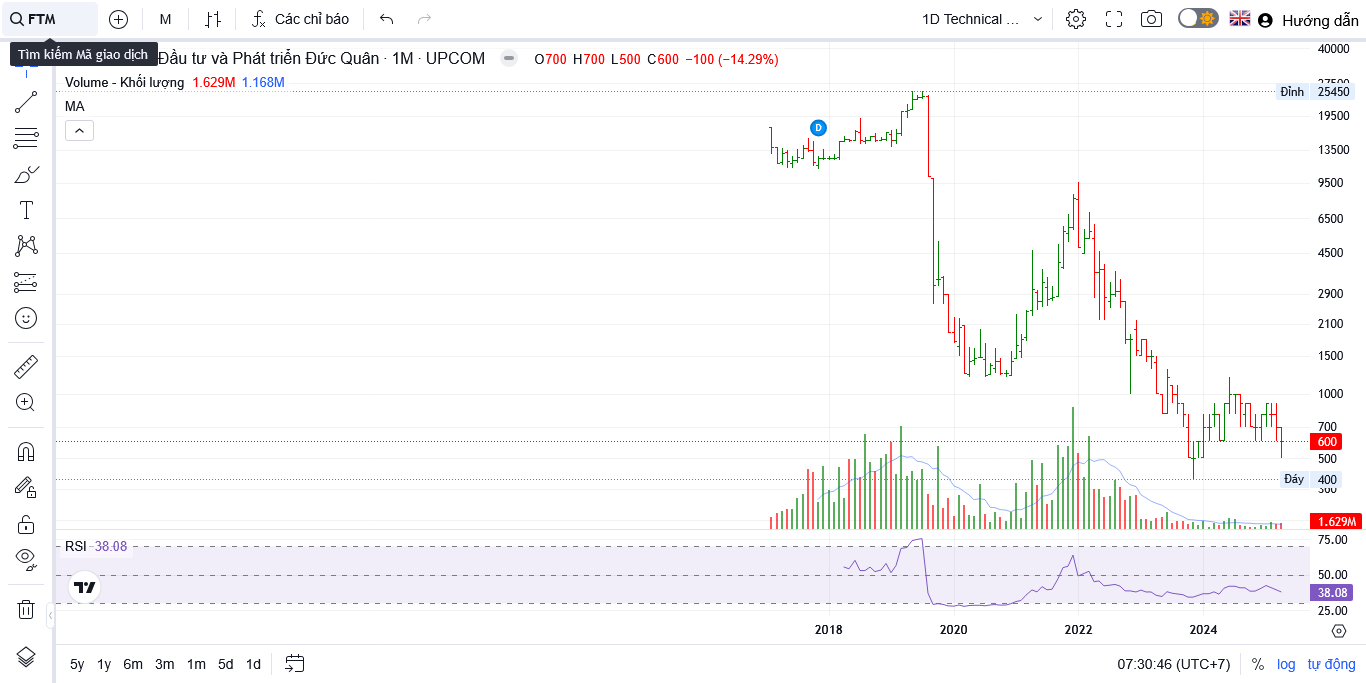 FTM M Các chỉ báo 1D Technical ... Hướng dẫn
Tìm kiếm Mã giao dịch Đầu tư và Phát triển Đức Quân · 1M · UPCOM O700 H700 L500 C600 −100 (−14.29%)
Volume - Khối lượng 1.629M 1.168M
MA
D
40000
Đỉnh 25450
19500
13500
9500
6500
4500
2900
2100
1500
1000
700
600
500
Đáy 400
300
1.629M
RSI 38.08
75.00
50.00
38.08
25.00
2018 2020 2022 2024
5y 1y 6m 3m 1m 5d 1d 07:30:46 (UTC+7) % log tự động